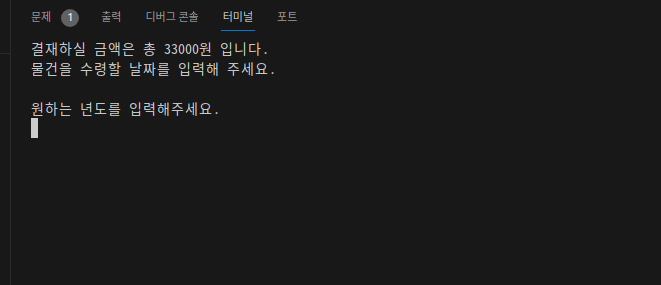 문제 1 출력 디버그 콘솔 터미널 포트
결재하실 금액은 총 33000원 입니다.
물건을 수령할 날짜를 입력해 주세요.
원하는 년도를 입력해주세요.